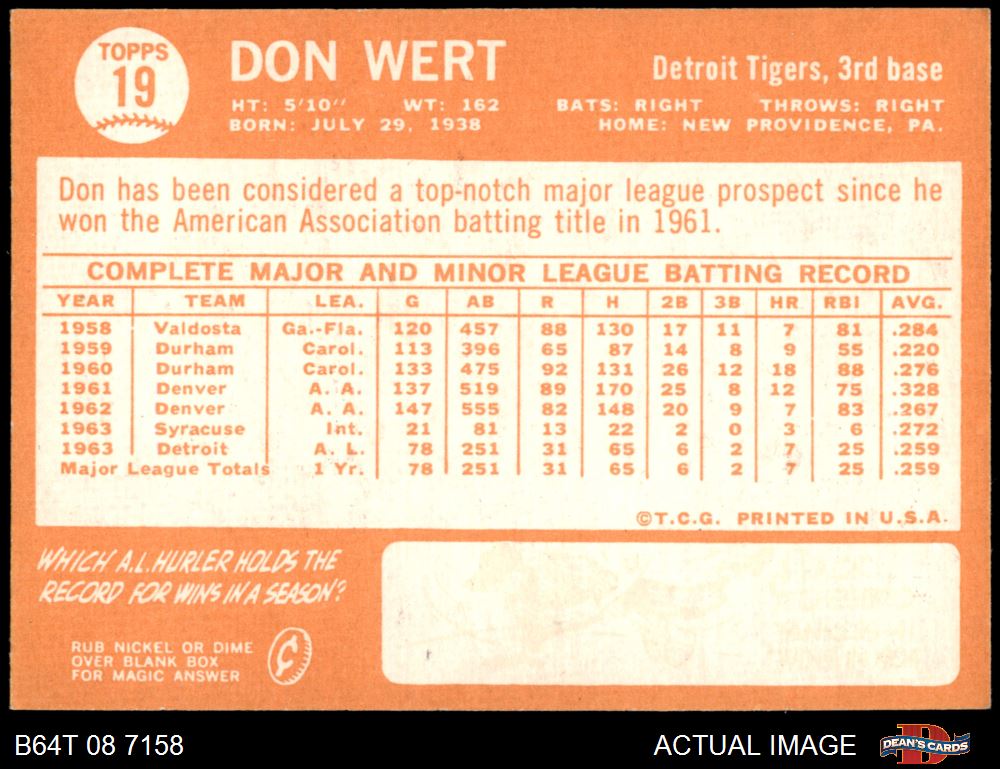 TOPPS
19
DON WERT
Detroit Tigers, 3rd base
HT: 5'10" WT: 162 BATS: RIGHT THROWS: RIGHT
BORN: JULY 29, 1938 HOME: NEW PROVIDENCE, PA.
Don has been considered a top-notch major league prospect since he
won the American Association batting title in 1961.
COMPLETE MAJOR AND MINOR LEAGUE BATTING RECORD
YEAR TEAM LEA. G AB R H 2B 3B HR RBI AVG.
1958 Valdosta Ga.-Fla. 120 457 88 130 17 11 7 81 .284
1959 Durham Carol. 113 396 65 87 14 8 9 55 .220
1960 Durham Carol. 133 475 92 131 26 12 18 88 .276
1961 Denver A. A. 137 519 89 170 25 8 12 75 .328
1962 Denver A. A. 147 555 82 148 20 9 7 83 .267
1963 Syracuse Int. 21 81 13 22 2 0 3 6 .272
1963 Detroit A. L. 78 251 31 65 6 2 7 25 .259
Major League Totals 1 Yr. 78 251 31 65 6 2 7 25 .259
©T.C.G. PRINTED IN U.S.A.
WHICH A.L. HURLER HOLDS THE
RECORD FOR WINS IN A SEASON?
RUB NICKEL OR DIME
OVER BLANK BOX
FOR MAGIC ANSWER
¢
B64T 08 7158
ACTUAL IMAGE
DEAN'S CARDS